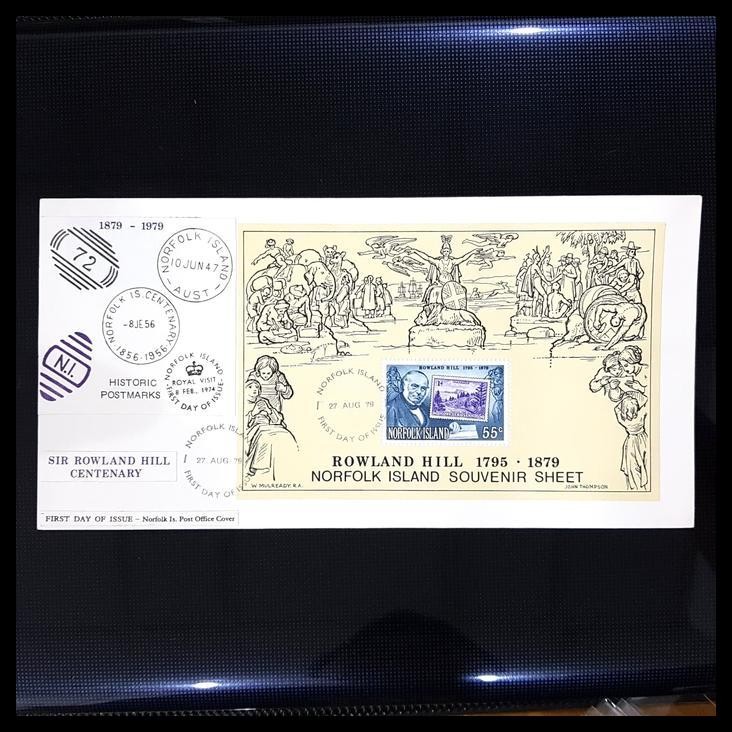 1879 - 1979
72
NORFOLK ISLAND
10 JUN 47
AUST
NORFOLK IS. CENTENARY
-8 JE 56
1856-1956
N.I.
HISTORIC
POSTMARKS
NORFOLK ISLAND
ROYAL VISIT
FEB., 1974
FIRST DAY OF ISSUE
SIR ROWLAND HILL
CENTENARY
NORFOLK ISLAND
27 AUG 79
FIRST DAY OF ISSUE
FIRST DAY OF ISSUE – Norfolk Is. Post Office Cover
NORFOLK ISLAND
27 AUG 79
FIRST DAY OF ISSUE
ROWLAND HILL 1795 - 1879
NORFOLK ISLAND 55c
ROWLAND HILL 1795 · 1879
NORFOLK ISLAND SOUVENIR SHEET
W. MULREADY. R.A.
JOHN THOMPSON